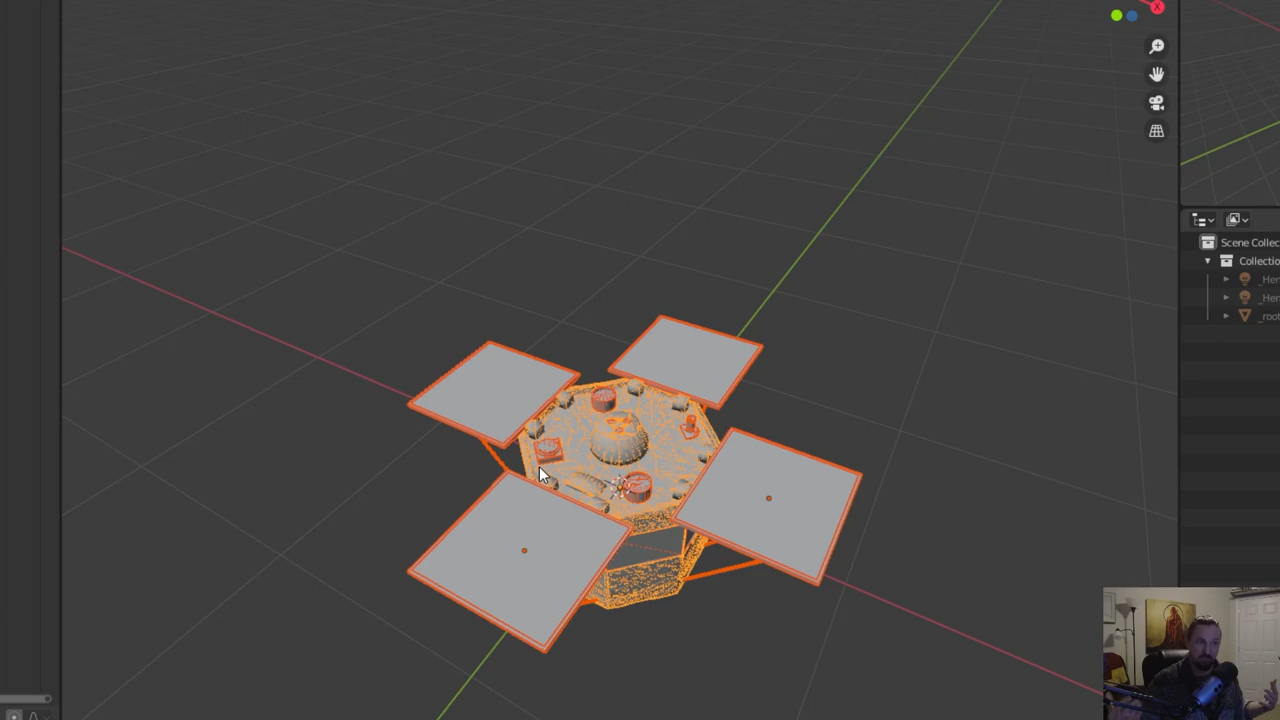 X
Scene Collec
Collectio
_Her
_Her
_root